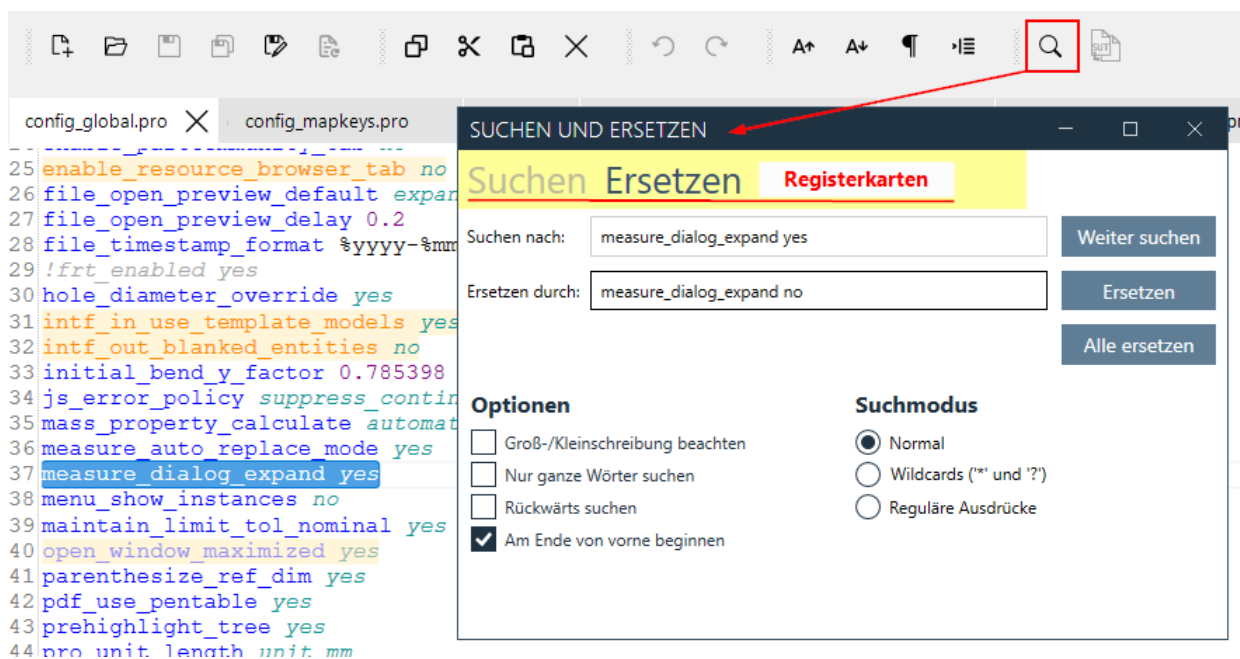 A A ¶
SUT
config_global.pro config_mapkeys.pro
25 enable_resource_browser_tab no
26 file_open_preview_default expan
27 file_open_preview_delay 0.2
28 file_timestamp_format %yyyy-%mm
29 !frt_enabled yes
30 hole_diameter_override yes
31 intf_in_use_template_models yes
32 intf_out_blanked_entities no
33 initial_bend_y_factor 0.785398
34 js_error_policy suppress_contin
35 mass_property_calculate automat
36 measure_auto_replace_mode yes
37 measure_dialog_expand yes
38 menu_show_instances no
39 maintain_limit_tol_nominal yes
40 open_window_maximized yes
41 parenthesize_ref_dim yes
42 pdf_use_pentable yes
43 prehighlight_tree yes
44 pro_unit_length unit_mm
SUCHEN UND ERSETZEN
Suchen Ersetzen Registerkarten
Suchen nach: measure_dialog_expand yes Weiter suchen
Ersetzen durch: measure_dialog_expand no Ersetzen
Alle ersetzen
Optionen
Groß-/Kleinschreibung beachten
Nur ganze Wörter suchen
Rückwärts suchen
Am Ende von vorne beginnen
Suchmodus
Normal
Wildcards ('*' und '?')
Reguläre Ausdrücke